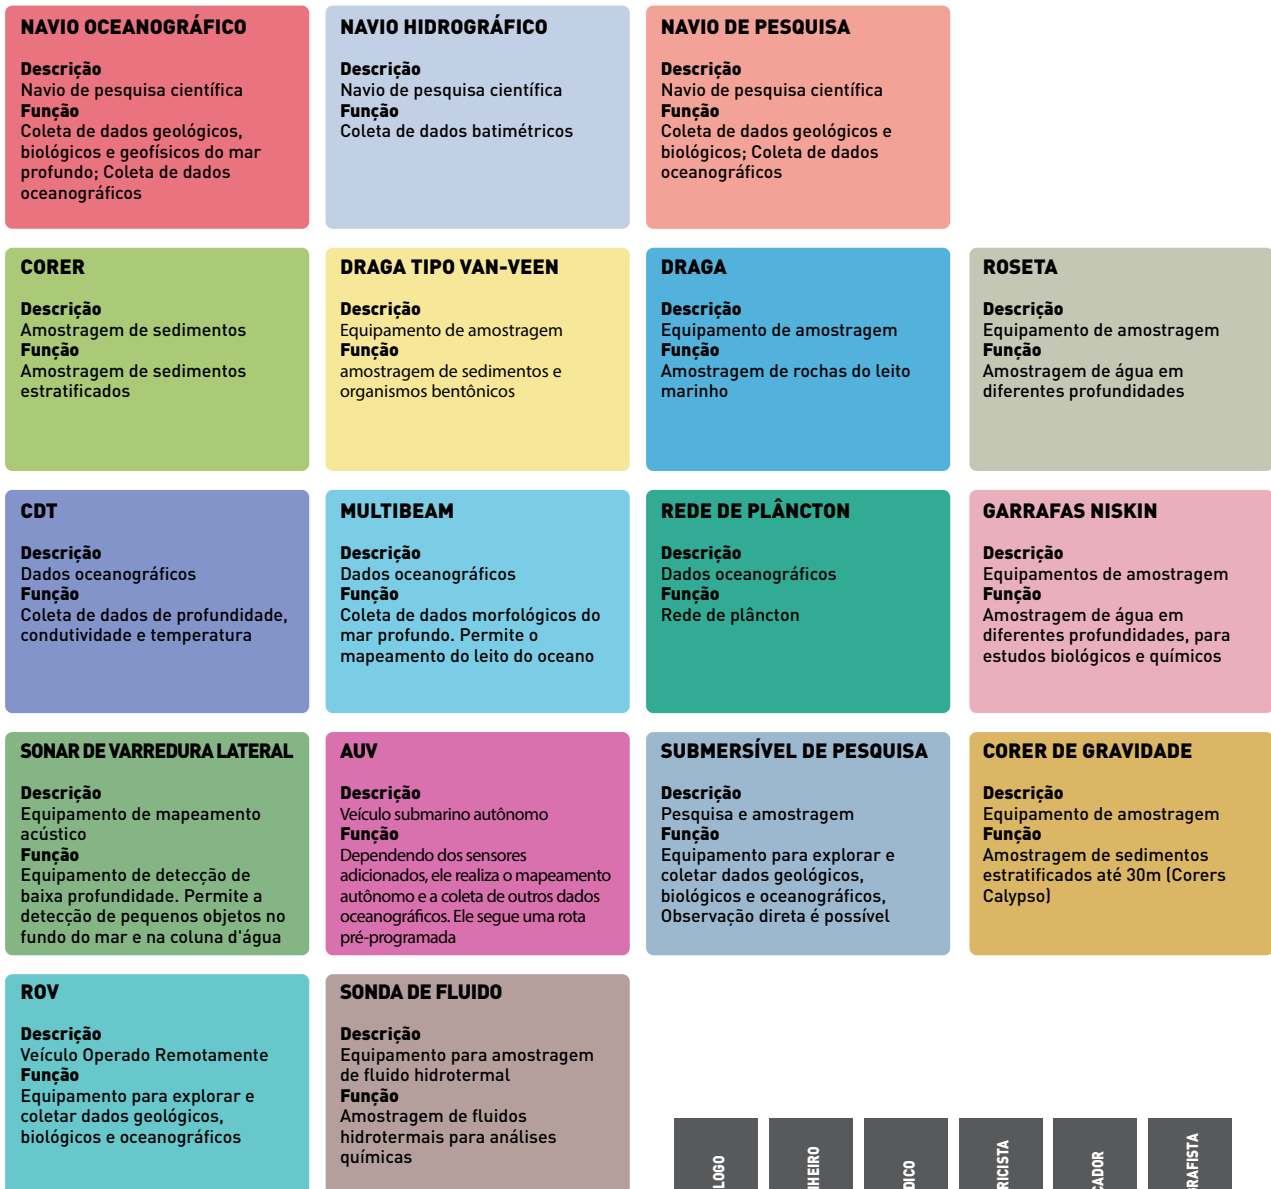 NAVIO OCEANOGRÁFICO
Descrição
Navio de pesquisa científica
Função
Coleta de dados geológicos,
biológicos e geofísicos do mar
profundo; Coleta de dados
oceanográficos
NAVIO HIDROGRÁFICO
Descrição
Navio de pesquisa científica
Função
Coleta de dados batimétricos
NAVIO DE PESQUISA
Descrição
Navio de pesquisa científica
Função
Coleta de dados geológicos e
biológicos; Coleta de dados
oceanográficos
CORER
Descrição
Amostragem de sedimentos
Função
Amostragem de sedimentos
estratificados
DRAGA TIPO VAN-VEEN
Descrição
Equipamento de amostragem
Função
amostragem de sedimentos e
organismos bentônicos
DRAGA
Descrição
Equipamento de amostragem
Função
Amostragem de rochas do leito
marinho
ROSETA
Descrição
Equipamento de amostragem
Função
Amostragem de água em
diferentes profundidades
CDT
Descrição
Dados oceanográficos
Função
Coleta de dados de profundidade,
condutividade e temperatura
MULTIBEAM
Descrição
Dados oceanográficos
Função
Coleta de dados morfológicos do
mar profundo. Permite o
mapeamento do leito do oceano
REDE DE PLÂNCTON
Descrição
Dados oceanográficos
Função
Rede de plâncton
GARRAFAS NISKIN
Descrição
Equipamentos de amostragem
Função
Amostragem de água em
diferentes profundidades, para
estudos biológicos e químicos
SONAR DE VARREDURA LATERAL
Descrição
Equipamento de mapeamento
acústico
Função
Equipamento de detecção de
baixa profundidade. Permite a
detecção de pequenos objetos no
fundo do mar e na coluna d'água
AUV
Descrição
Veículo submarino autônomo
Função
Dependendo dos sensores
adicionados, ele realiza o mapeamento
autônomo e a coleta de outros dados
oceanográficos. Ele segue uma rota
pré-programada
SUBMERSÍVEL DE PESQUISA
Descrição
Pesquisa e amostragem
Função
Equipamento para explorar e
coletar dados geológicos,
biológicos e oceanográficos,
Observação direta é possível
CORER DE GRAVIDADE
Descrição
Equipamento de amostragem
Função
Amostragem de sedimentos
estratificados até 30m (Corers
Calypso)
ROV
Descrição
Veículo Operado Remotamente
Função
Equipamento para explorar e
coletar dados geológicos,
biológicos e oceanográficos
SONDA DE FLUIDO
Descrição
Equipamento para amostragem
de fluido hidrotermal
Função
Amostragem de fluidos
hidrotermais para análises
químicas